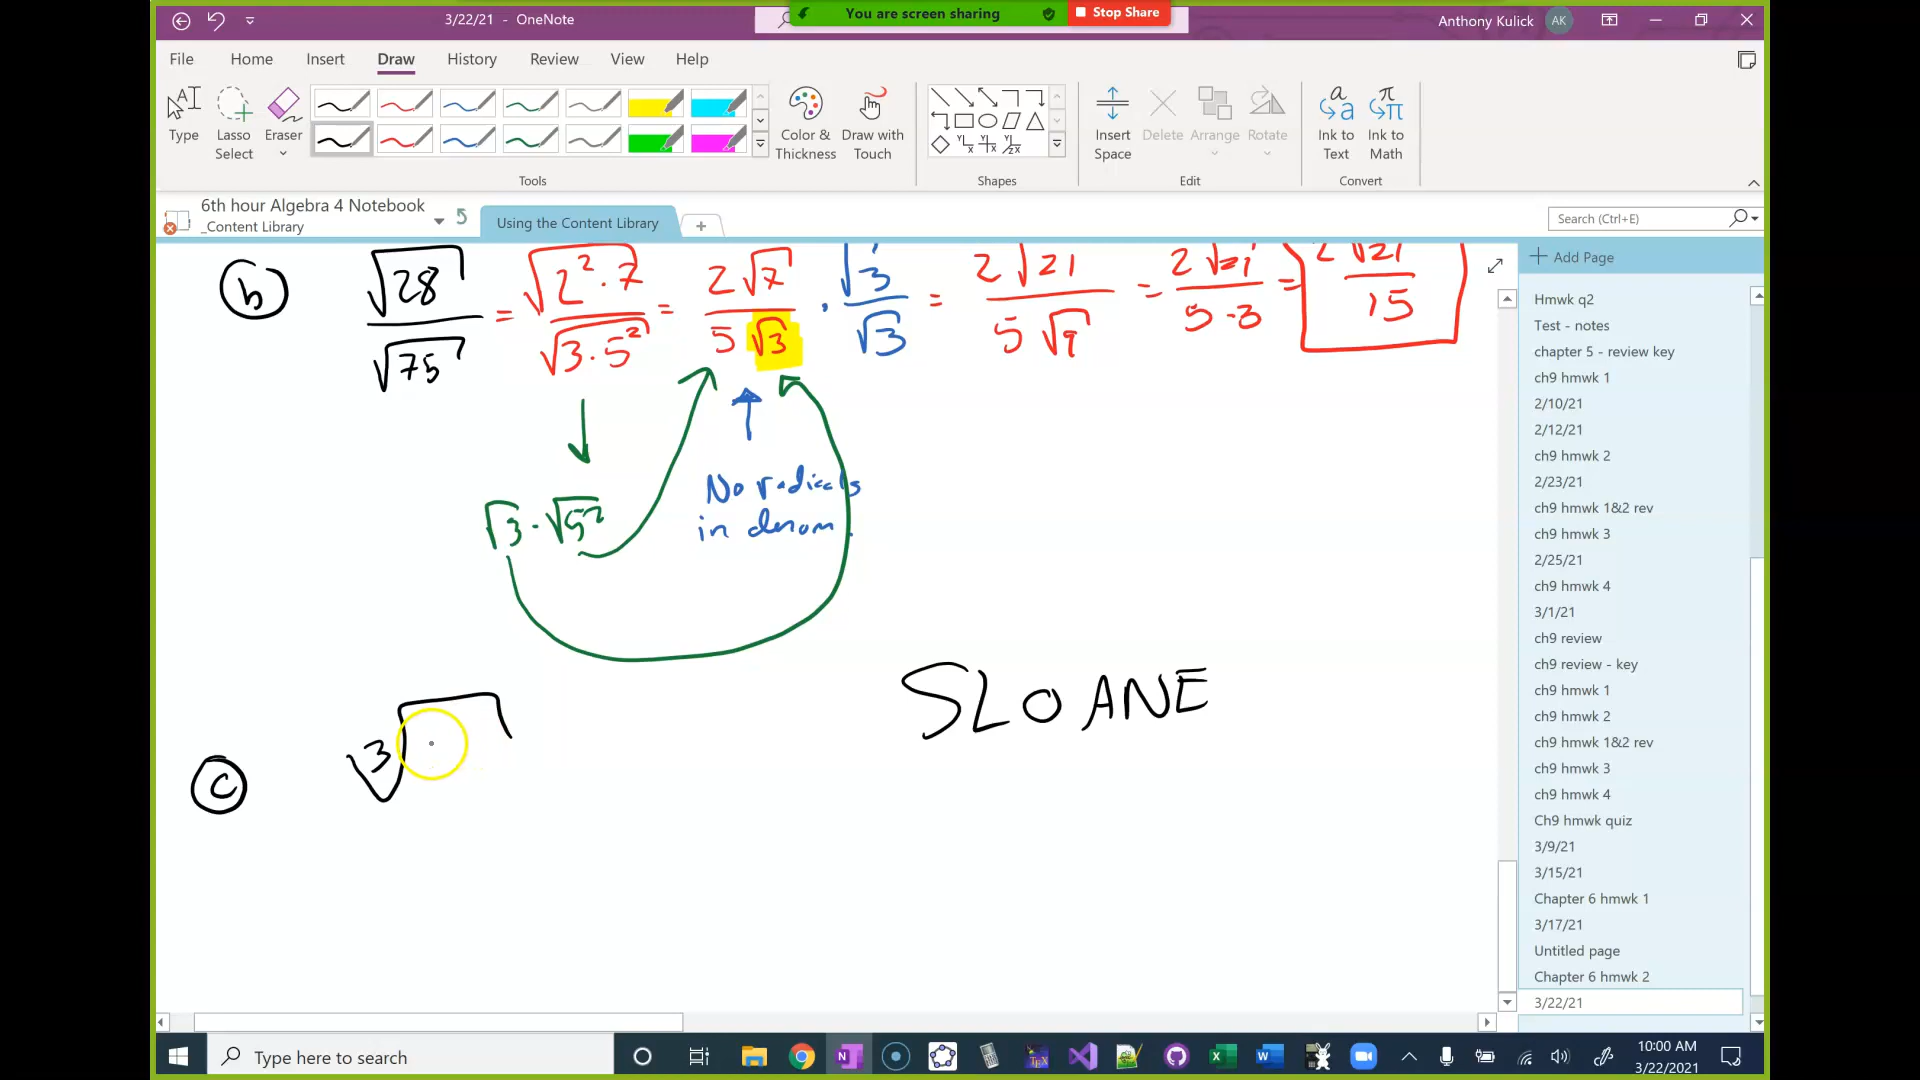 3/22/21 - OneNote
You are screen sharing
Stop Share
Anthony Kulick
AK
File Home Insert Draw History Review View Help
Type
Lasso Select
Eraser
Color & Thickness
Draw with Touch
Insert Space
Delete
Arrange
Rotate
Ink to Text
Ink to Math
Tools
Shapes
Edit
Convert
6th hour Algebra 4 Notebook
_Content Library
Using the Content Library
Search (Ctrl+E)
b √28/√75 = √2² · 7/√3 · 5² = 2√7/5√3 · √3/√3 = 2√21/5√9 = 2√21/5·3 = 2√21/15
√3 · √5²
No radicals
in denom.
SLOANE
c 3√
Add Page
Hmwk q2
Test - notes
chapter 5 - review key
ch9 hmwk 1
2/10/21
2/12/21
ch9 hmwk 2
2/23/21
ch9 hmwk 1&2 rev
ch9 hmwk 3
2/25/21
ch9 hmwk 4
3/1/21
ch9 review
ch9 review - key
ch9 hmwk 1
ch9 hmwk 2
ch9 hmwk 1&2 rev
ch9 hmwk 3
ch9 hmwk 4
Ch9 hmwk quiz
3/9/21
3/15/21
Chapter 6 hmwk 1
3/17/21
Untitled page
Chapter 6 hmwk 2
3/22/21
Type here to search
10:00 AM
3/22/2021